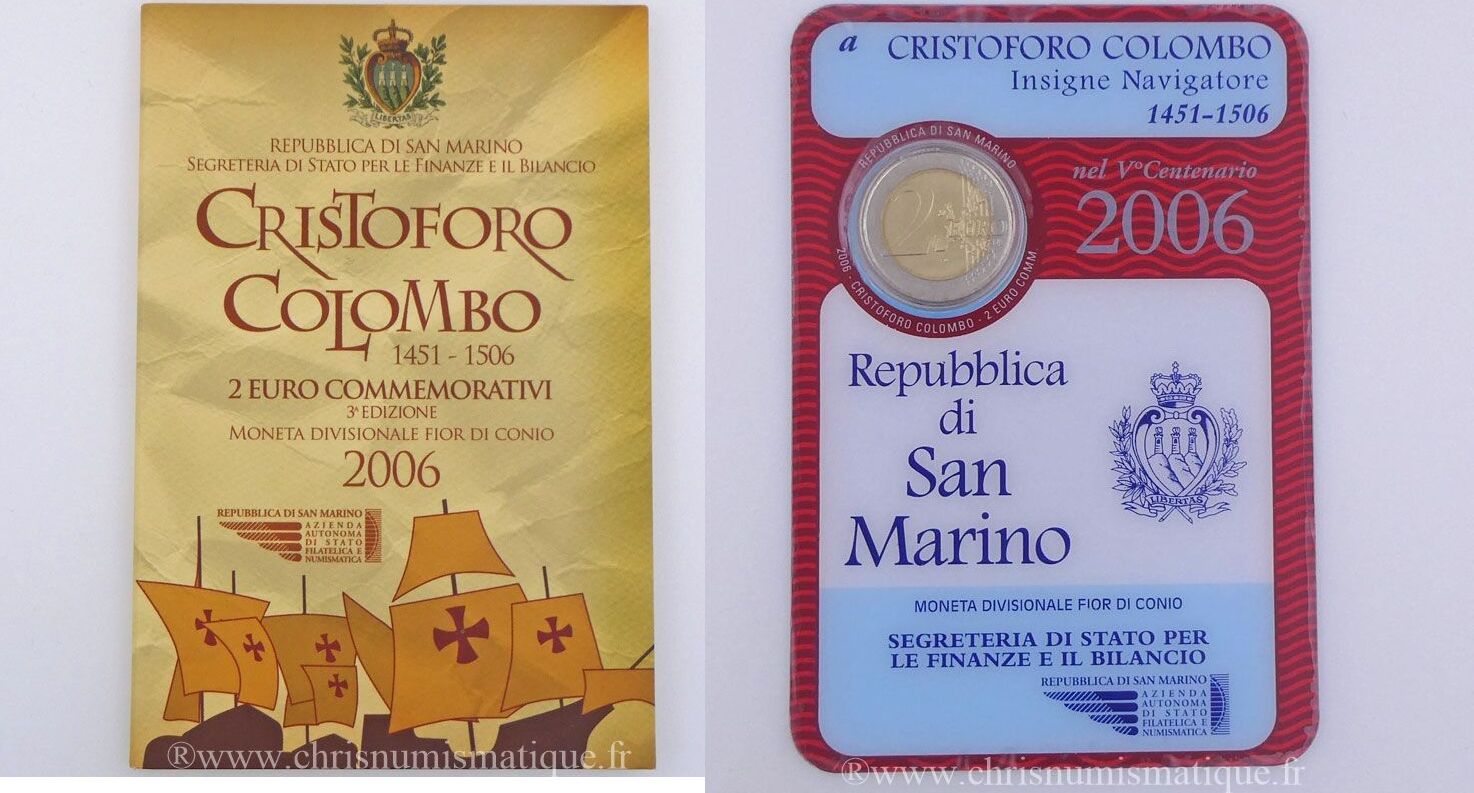 LIBERTAS
REPUBBLICA DI SAN MARINO
SEGRETERIA DI STATO PER LE FINANZE E IL BILANCIO
CRISTOFORO
COLOMBO
1451 - 1506
2 EURO COMMEMORATIVI
3ª EDIZIONE
MONETA DIVISIONALE FIOR DI CONIO
2006
REPUBBLICA DI SAN MARINO
AZIENDA
AUTONOMA
DI STATO
FILATELICA E
NUMISMATICA
®www.chrisnumismatique.fr
a CRISTOFORO COLOMBO
Insigne Navigatore
1451-1506
REPUBBLICA DI SAN MARINO
2 EURO
2006 - CRISTOFORO COLOMBO - 2 EURO COMM.
nel V° Centenario
2006
Repubblica
di
San
Marino
LIBERTAS
MONETA DIVISIONALE FIOR DI CONIO
SEGRETERIA DI STATO PER
LE FINANZE E IL BILANCIO
REPUBBLICA DI SAN MARINO
AZIENDA
AUTONOMA
DI STATO
FILATELICA E
NUMISMATICA
®www.chrisnumismatique.fr